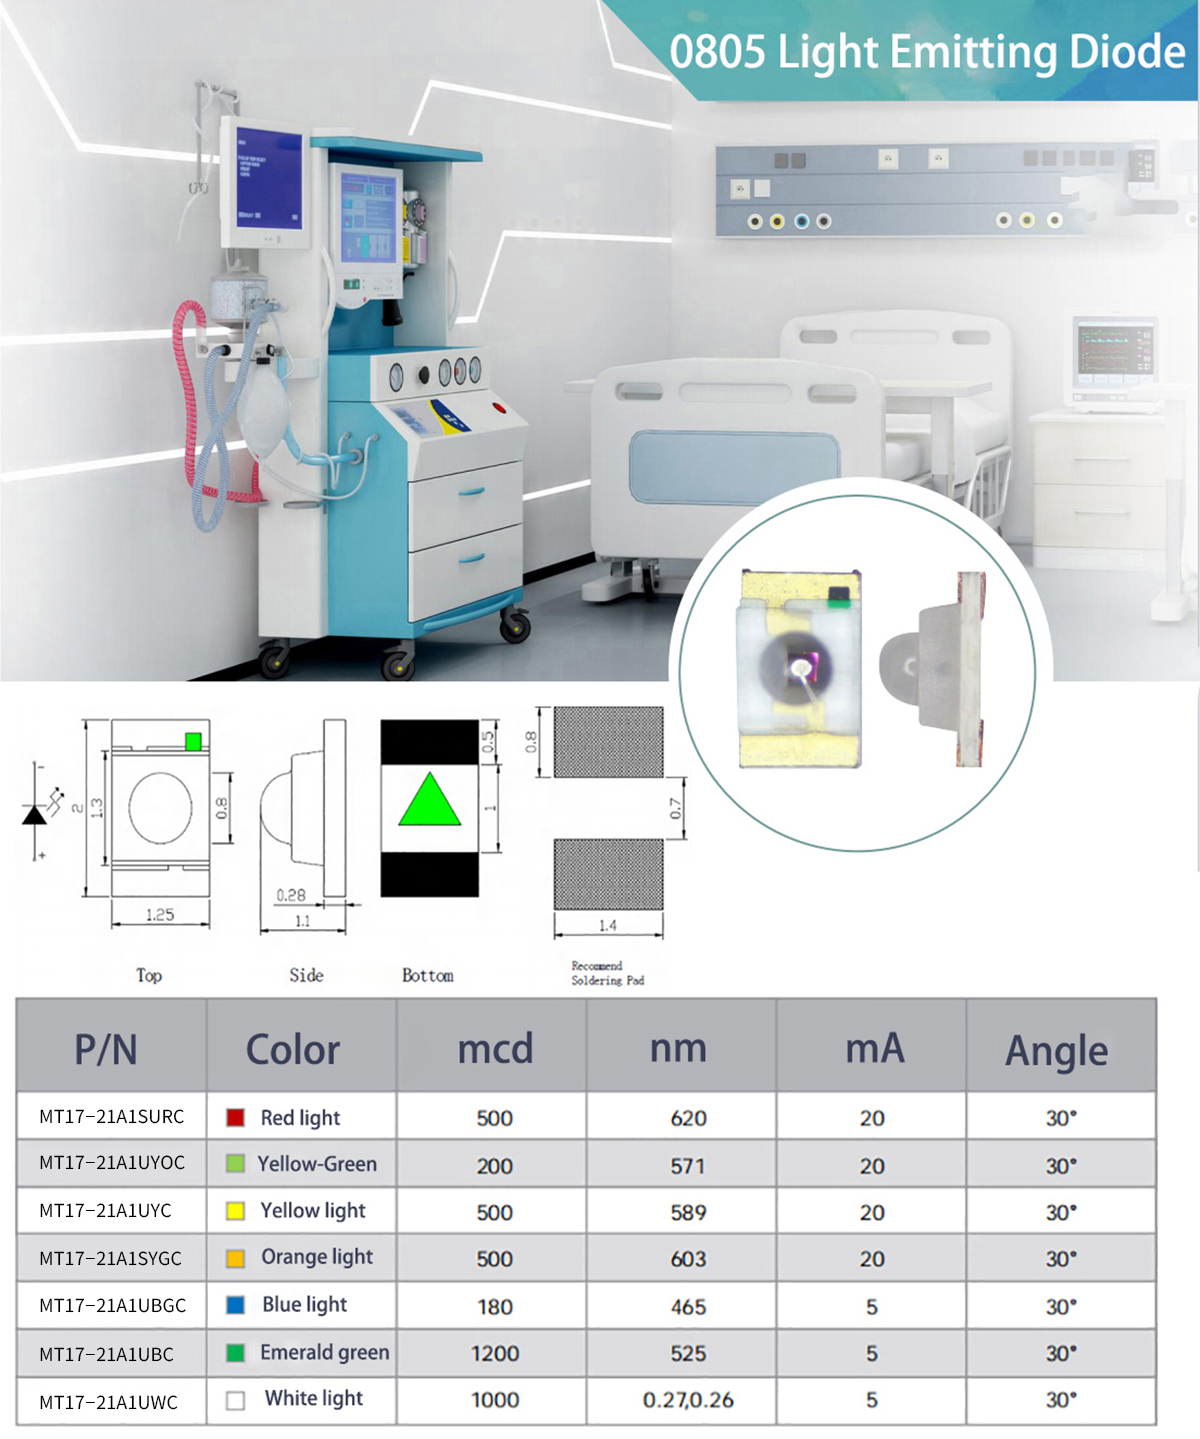 0805 Light Emitting Diode
-
+
2
1.3
0.8
1.25
0.28
1.1
0.5
1
0.8
0.7
1.4
Top
Side
Bottom
Recommend
Soldering Pad
P/N Color mcd nm mA Angle
MT17-21A1SURC Red light 500 620 20 30°
MT17-21A1UYOC Yellow-Green 200 571 20 30°
MT17-21A1UYC Yellow light 500 589 20 30°
MT17-21A1SYGC Orange light 500 603 20 30°
MT17-21A1UBGC Blue light 180 465 5 30°
MT17-21A1UBC Emerald green 1200 525 5 30°
MT17-21A1UWC White light 1000 0.27,0.26 5 30°